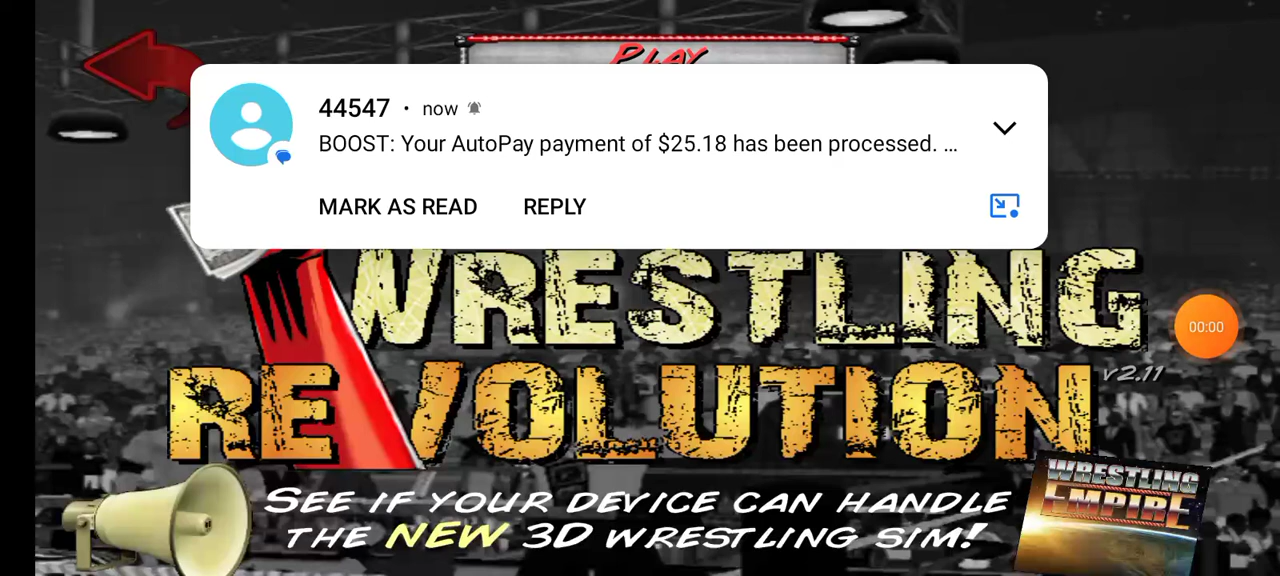 PLAY
44547 • now
BOOST: Your AutoPay payment of $25.18 has been processed. ...
MARK AS READ REPLY
WRESTLING
REVOLUTION
v2.11
00:00
SEE IF YOUR DEVICE CAN HANDLE
THE NEW 3D WRESTLING SIM!
WRESTLING
EMPIRE